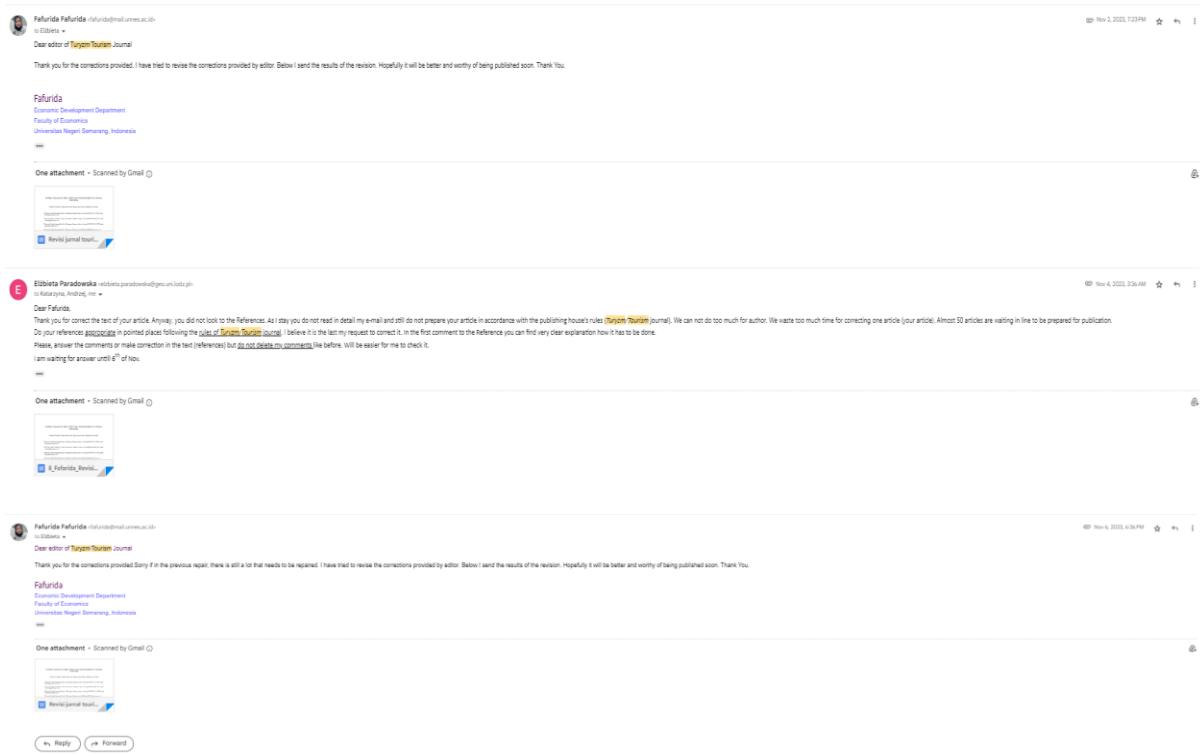 Fafurida Fafurida <fafurida@mail.unnes.ac.id>
Nov 2, 2023, 7:23 PM
to Elżbieta
Dear editor of Turyzm/Tourism Journal
Thank you for the corrections provided. I have tried to revise the corrections provided by editor. Below I send the results of the revision. Hopefully it will be better and worthy of being published soon. Thank You.
Fafurida
Economic Development Department
Faculty of Economics
Universitas Negeri Semarang, Indonesia
One attachment • Scanned by Gmail
Revisi jurnal touri...
E
Elżbieta Paradowska <elzbieta.paradowska@geo.uni.lodz.pl>
Nov 4, 2023, 3:36 AM
to Katarzyna, Andrzej, me
Dear Fafurida,
Thank you for correct the text of your article. Anyway, you did not look to the References. As I stay you do not read in detail my e-mail and still do not prepare your article in accordance with the publishing house's rules (Turyzm/Tourism journal). We can not do too much for author. We waste too much time for correcting one article (your article). Almost 50 articles are waiting in line to be prepared for publication.
Do your references appropriate in pointed places following the rules of Turyzm/Tourism journal. I believe it is the last my request to correct it. In the first comment to the Reference you can find very clear explanation how it has to be done.
Please, answer the comments or make correction in the text (references) but do not delete my comments like before. Will be easier for me to check it.
I am waiting for answer untill 6th of Nov.
One attachment • Scanned by Gmail
Fafurida Fafurida <fafurida@mail.unnes.ac.id>
Nov 6, 2023, 6:36 PM
to Elżbieta
Dear editor of Turyzm/Tourism Journal
Thank you for the corrections provided.Sorry if in the previous repair, there is still a lot that needs to be repaired. I have tried to revise the corrections provided by editor. Below I send the results of the revision. Hopefully it will be better and worthy of being published soon. Thank You
Fafurida
Economic Development Department
Faculty of Economics
Universitas Negeri Semarang, Indonesia
One attachment • Scanned by Gmail
Revisi jurnal touri...
Reply
Forward